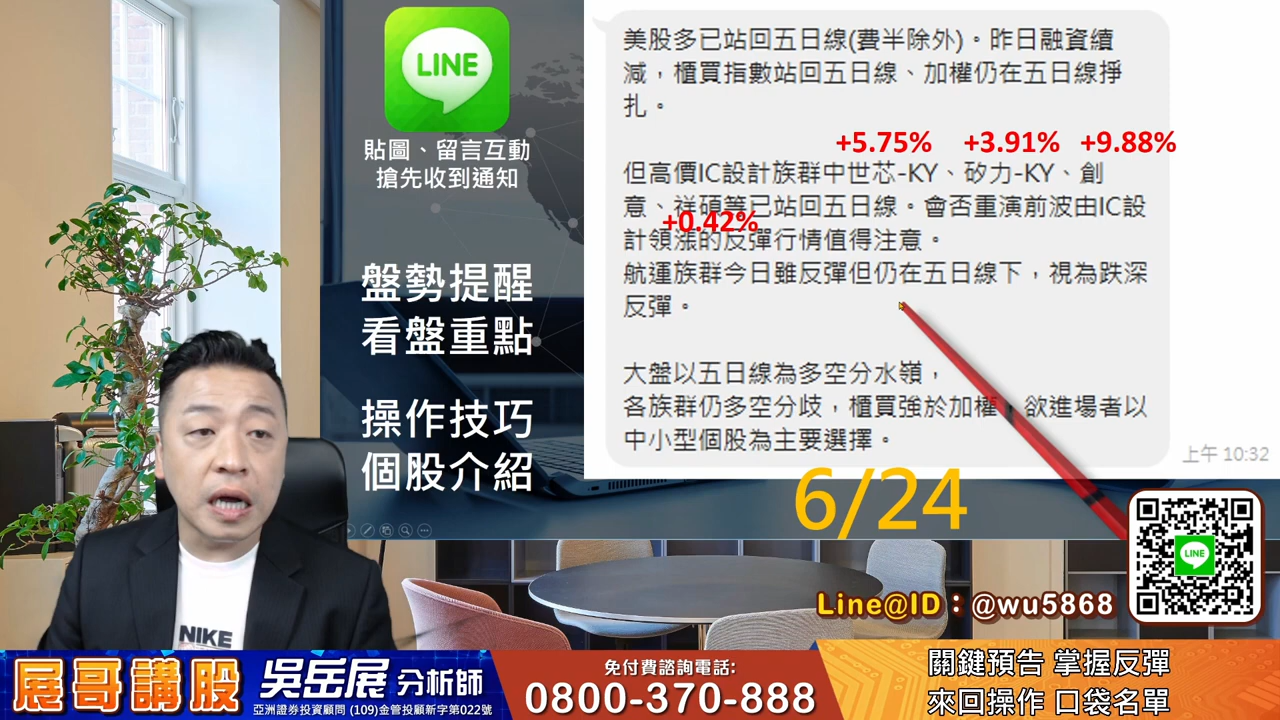 LINE
貼圖、留言互動
搶先收到通知
盤勢提醒
看盤重點
操作技巧
個股介紹
美股多已站回五日線(費半除外)。昨日融資續
減，櫃買指數站回五日線、加權仍在五日線掙
扎。
+5.75% +3.91% +9.88%
但高價IC設計族群中世芯-KY、矽力-KY、創
意、祥碩等已站回五日線。會否重演前波由IC設
+0.42%
計領漲的反彈行情值得注意。
航運族群今日雖反彈但仍在五日線下，視為跌深
反彈。
大盤以五日線為多空分水嶺，
各族群仍多空分歧，櫃買強於加權，欲進場者以
中小型個股為主要選擇。
上午 10:32
6/24
LINE
Line@ID：@wu5868
NIKE
展哥講股
吳岳展 分析師
亞洲證券投資顧問 (109)金管投顧新字第022號
免付費諮詢電話:
0800-370-888
關鍵預告 掌握反彈
來回操作 口袋名單